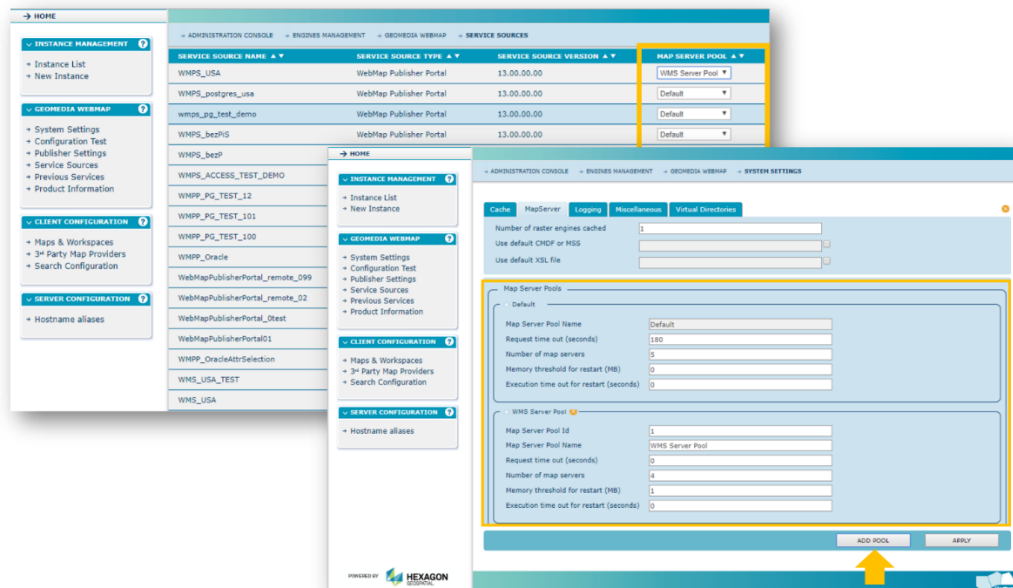 → HOME
INSTANCE MANAGEMENT ?
→ Instance List
→ New Instance
GEOMEDIA WEBMAP ?
→ System Settings
→ Configuration Test
→ Publisher Settings
→ Service Sources
→ Previous Services
→ Product Information
CLIENT CONFIGURATION ?
→ Maps & Workspaces
→ 3rd Party Map Providers
→ Search Configuration
SERVER CONFIGURATION ?
→ Hostname aliases
→ ADMINISTRATION CONSOLE → ENGINES MANAGEMENT → GEOMEDIA WEBMAP → SERVICE SOURCES
SERVICE SOURCE NAME ▲▼ SERVICE SOURCE TYPE ▲▼ SERVICE SOURCE VERSION ▲▼ MAP SERVER POOL ▲▼
WMPS_USA WebMap Publisher Portal 13.00.00.00 WMS Server Pool ▼
WMPS_postgres_usa WebMap Publisher Portal 13.00.00.00 Default ▼
wmps_pg_test_demo WebMap Publisher Portal 13.00.00.00 Default ▼
WMPS_bezPiS WebMap Publisher Portal 13.00.00.00 Default ▼
WMPS_bezP
WMPS_ACCESS_TEST_DEMO
WMPP_PG_TEST_12
WMPP_PG_TEST_101
WMPP_PG_TEST_100
WMPP_Oracle
WebMapPublisherPortal_remote_099
WebMapPublisherPortal_remote_02
WebMapPublisherPortal_0test
WebMapPublisherPortal01
WMPP_OracleAttrSelection
WMS_USA_TEST
WMS_USA
→ HOME
INSTANCE MANAGEMENT ?
→ Instance List
→ New Instance
GEOMEDIA WEBMAP ?
→ System Settings
→ Configuration Test
→ Publisher Settings
→ Service Sources
→ Previous Services
→ Product Information
CLIENT CONFIGURATION ?
→ Maps & Workspaces
→ 3rd Party Map Providers
→ Search Configuration
SERVER CONFIGURATION ?
→ Hostname aliases
POWERED BY HEXAGON
GEOSPATIAL
→ ADMINISTRATION CONSOLE → ENGINES MANAGEMENT → GEOMEDIA WEBMAP → SYSTEM SETTINGS
Cache MapServer Logging Miscellaneous Virtual Directories
Number of raster engines cached 1
Use default CMDF or MSS
Use default XSL file
Map Server Pools
Default
Map Server Pool Name Default
Request time out (seconds) 180
Number of map servers 5
Memory threshold for restart (MB) 0
Execution time out for restart (seconds) 0
WMS Server Pool
Map Server Pool Id 1
Map Server Pool Name WMS Server Pool
Request time out (seconds) 0
Number of map servers 4
Memory threshold for restart (MB) 1
Execution time out for restart (seconds) 0
ADD POOL APPLY